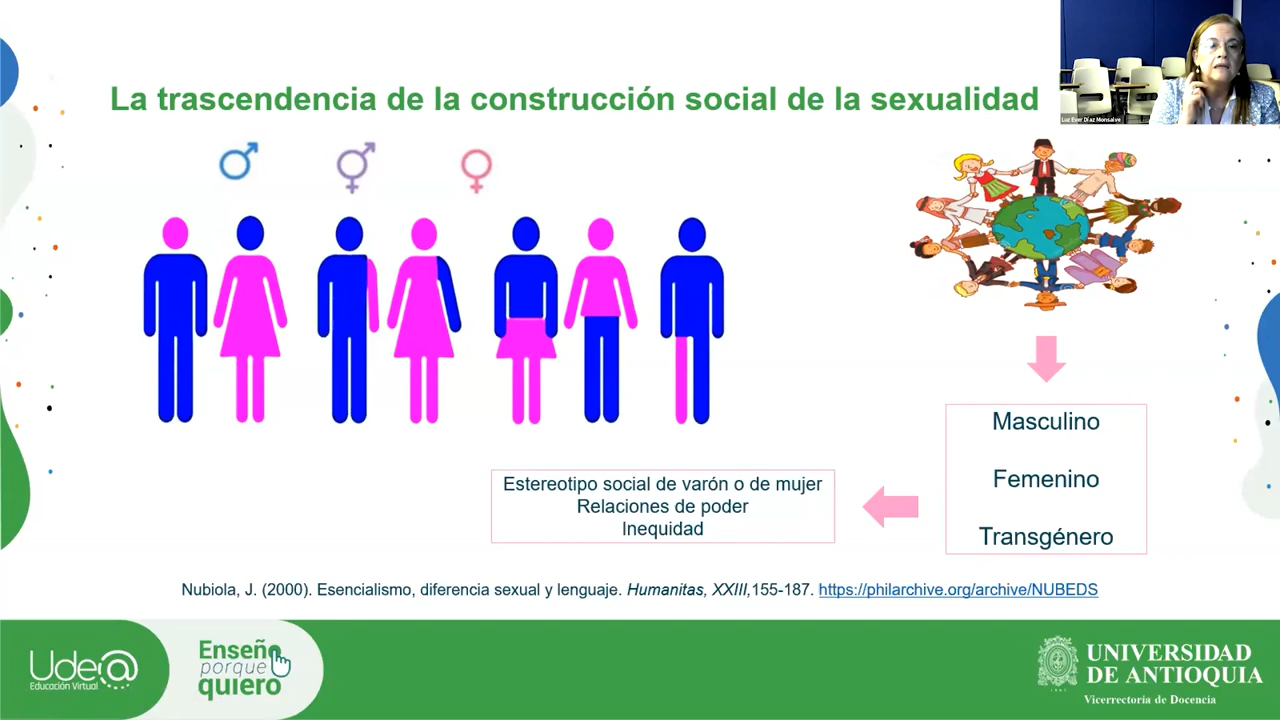 La trascendencia de la construcción social de la sexualidad
Luz Ever Díaz Monsalve
Masculino
Femenino
Transgénero
Estereotipo social de varón o de mujer
Relaciones de poder
Inequidad
Nubiola, J. (2000). Esencialismo, diferencia sexual y lenguaje. Humanitas, XXIII,155-187. https://philarchive.org/archive/NUBEDS
Ude@
Educación Virtual
Enseño
porque
quiero
UNIVERSIDAD
DE ANTIOQUIA
Vicerrectoría de Docencia